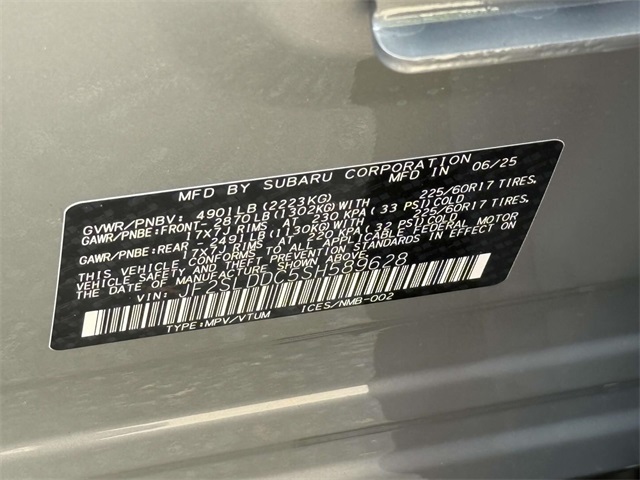 MFD BY SUBARU CORPORATION 06/25
MFD IN
GVWR/PNBV: 4901LB(2223KG)
GAWR/PNBE:FRONT- 2870LB(1302KG)WITH 225/60R17 TIRES.
17X7J RIMS AT 230 KPA(33 PSI)COLD
GAWR/PNBE:REAR -2491LB(1130KG)WITH 225/60R17 TIRES.
17X7J RIMS AT 220 KPA(32 PSI)COLD
THIS VEHICLE CONFORMS TO ALL APPLICABLE FEDERAL MOTOR
VEHICLE SAFETY AND THEFT PREVENTION STANDARDS IN EFFECT ON
THE DATE OF MANUFACTURE SHOWN ABOVE.
VIN: JF2SLDDC5SH589628
TYPE:MPV/VTUM ICES/NMB-002